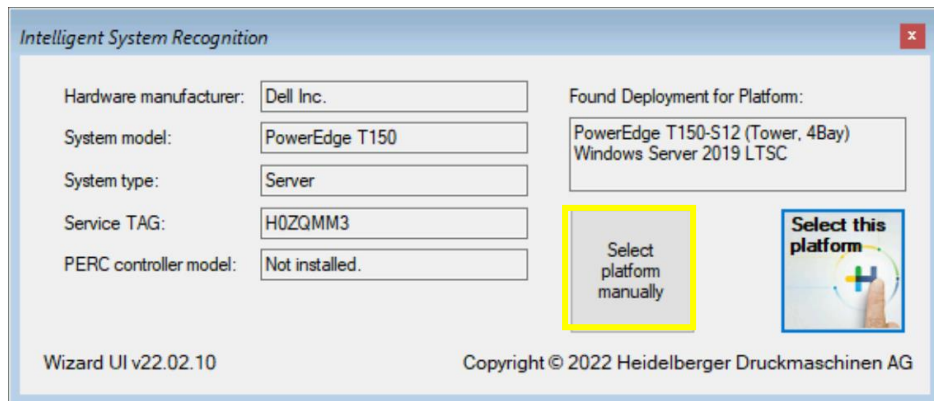 Intelligent System Recognition
x
Hardware manufacturer: Dell Inc.
System model: PowerEdge T150
System type: Server
Service TAG: H0ZQMM3
PERC controller model: Not installed.
Found Deployment for Platform:
PowerEdge T150-S12 (Tower, 4Bay)
Windows Server 2019 LTSC
Select
platform
manually
Select this
platform
Wizard UI v22.02.10
Copyright © 2022 Heidelberger Druckmaschinen AG